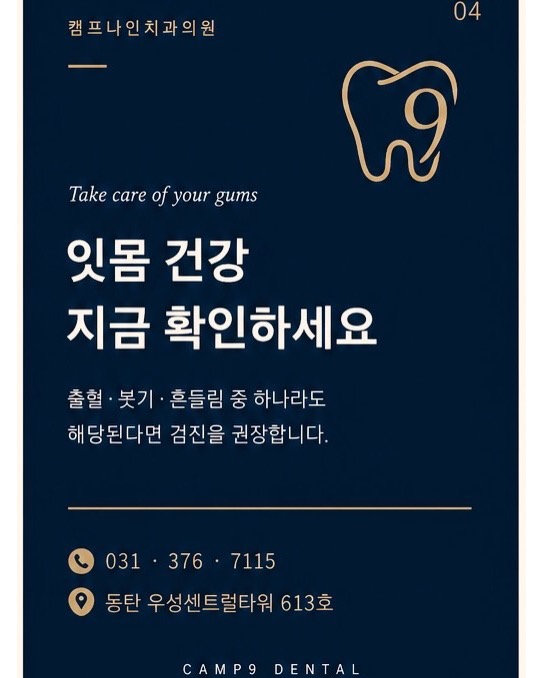 캠프나인치과의원
04
9
Take care of your gums
잇몸 건강
지금 확인하세요
출혈 · 붓기 · 흔들림 중 하나라도
해당된다면 검진을 권장합니다.
031 · 376 · 7115
동탄 우성센트럴타워 613호
CAMP9 DENTAL